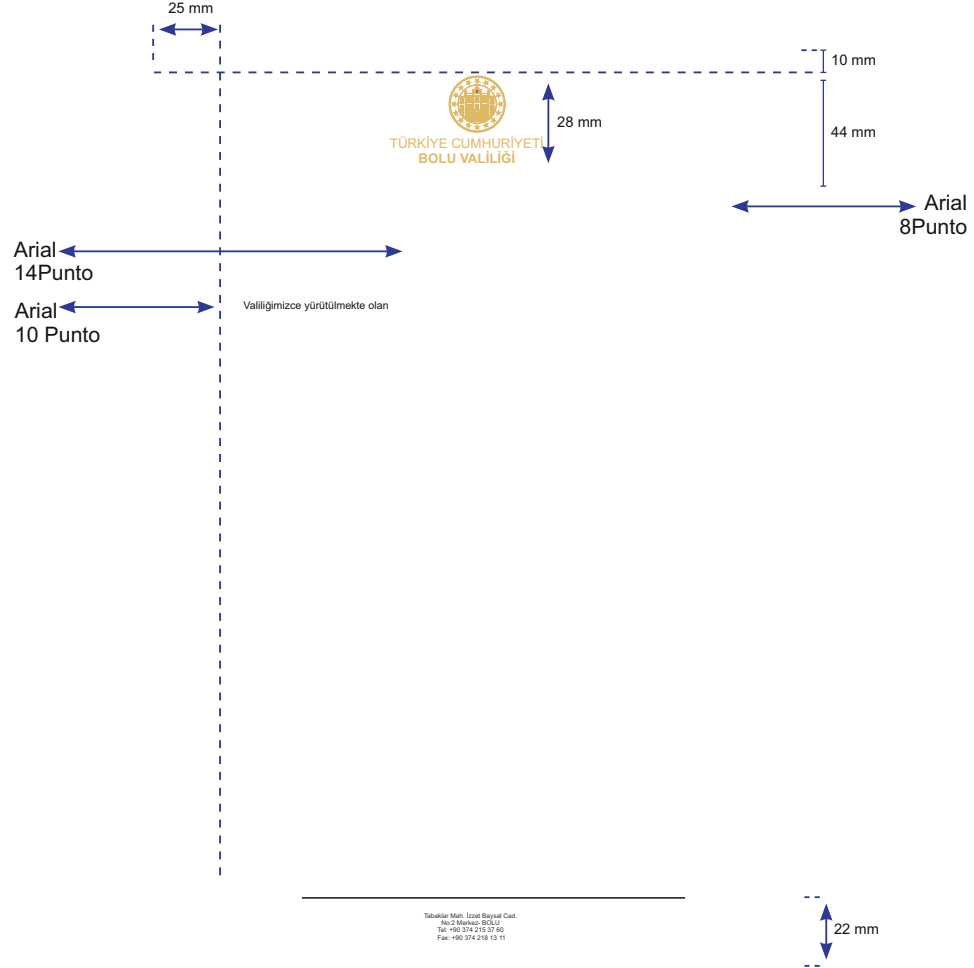 25 mm
10 mm
28 mm
44 mm
TÜRKİYE CUMHURİYETİ
BOLU VALİLİĞİ
Arial
8Punto
Arial
14Punto
Arial
10 Punto
Valiliğimizce yürütülmekte olan
Tabaklar Mah. İzzet Baysal Cad.
No:2 Merkez- BOLU
Tel: +90 374 215 37 60
Fax: +90 374 218 13 11
22 mm